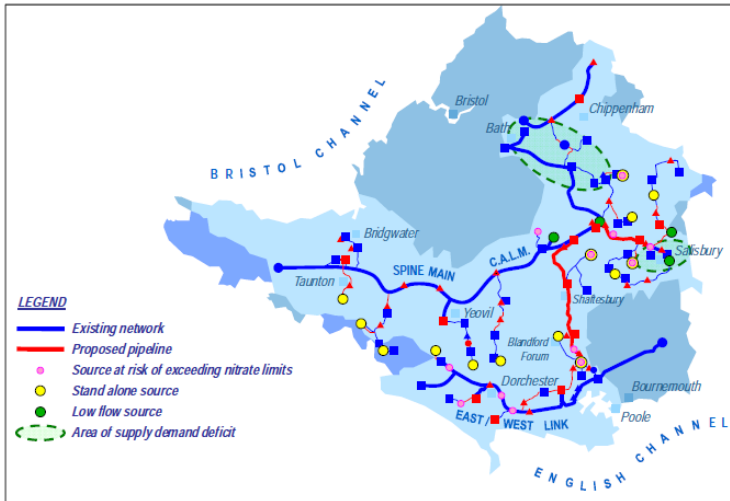 Bristol
Chippenham
Bath
BRISTOL CHANNEL
Bridgwater
Salisbury
C.A.L.M.
SPINE MAIN
Taunton
Shaftesbury
Yeovil
Blandford
Forum
Dorchester
Bournemouth
Poole
EAST/WEST LINK
ENGLISH CHANNEL
LEGEND
Existing network
Proposed pipeline
Source at risk of exceeding nitrate limits
Stand alone source
Low flow source
Area of supply demand deficit